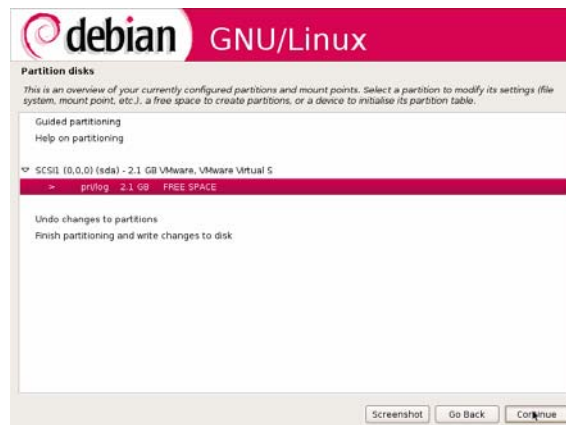 debian GNU/Linux
Partition disks
This is an overview of your currently configured partitions and mount points. Select a partition to modify its settings (file
system, mount point, etc.), a free space to create partitions, or a device to initialise its partition table.
Guided partitioning
Help on partitioning
▽ SCSI1 (0,0,0) (sda) - 2.1 GB VMware, VMware Virtual S
> pri/log 2.1 GB FREE SPACE
Undo changes to partitions
Finish partitioning and write changes to disk
Screenshot Go Back Continue